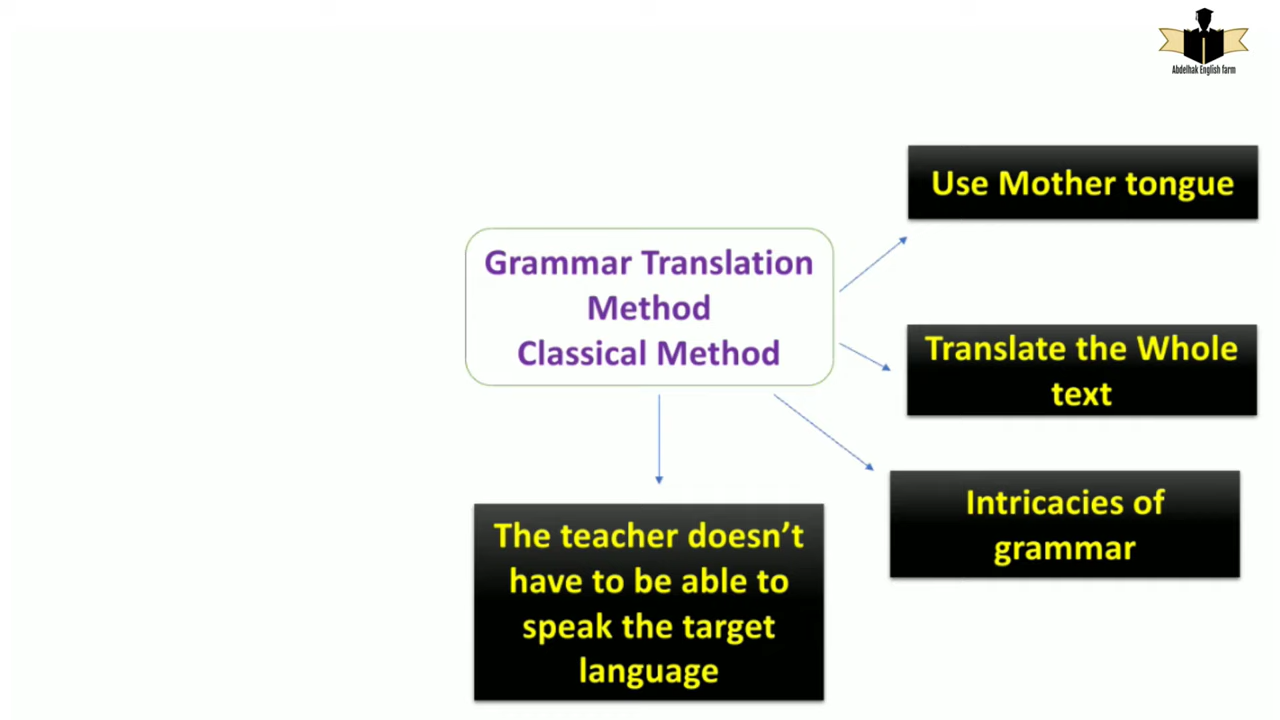 Abdelhak English farm
Use Mother tongue
Grammar Translation
Method
Classical Method
Translate the Whole
text
Intricacies of
grammar
The teacher doesn't
have to be able to
speak the target
language